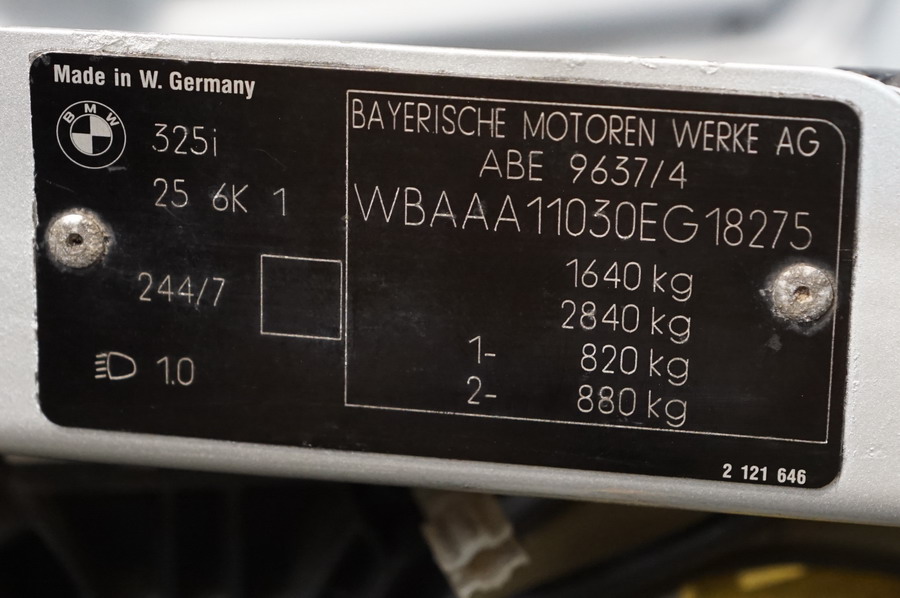 Made in W. Germany
BMW
325i
25 6K 1
244/7
1.0
BAYERISCHE MOTOREN WERKE AG
ABE 9637/4
WBAAA11030EG18275
1640 kg
2840 kg
1- 820 kg
2- 880 kg
2 121 646